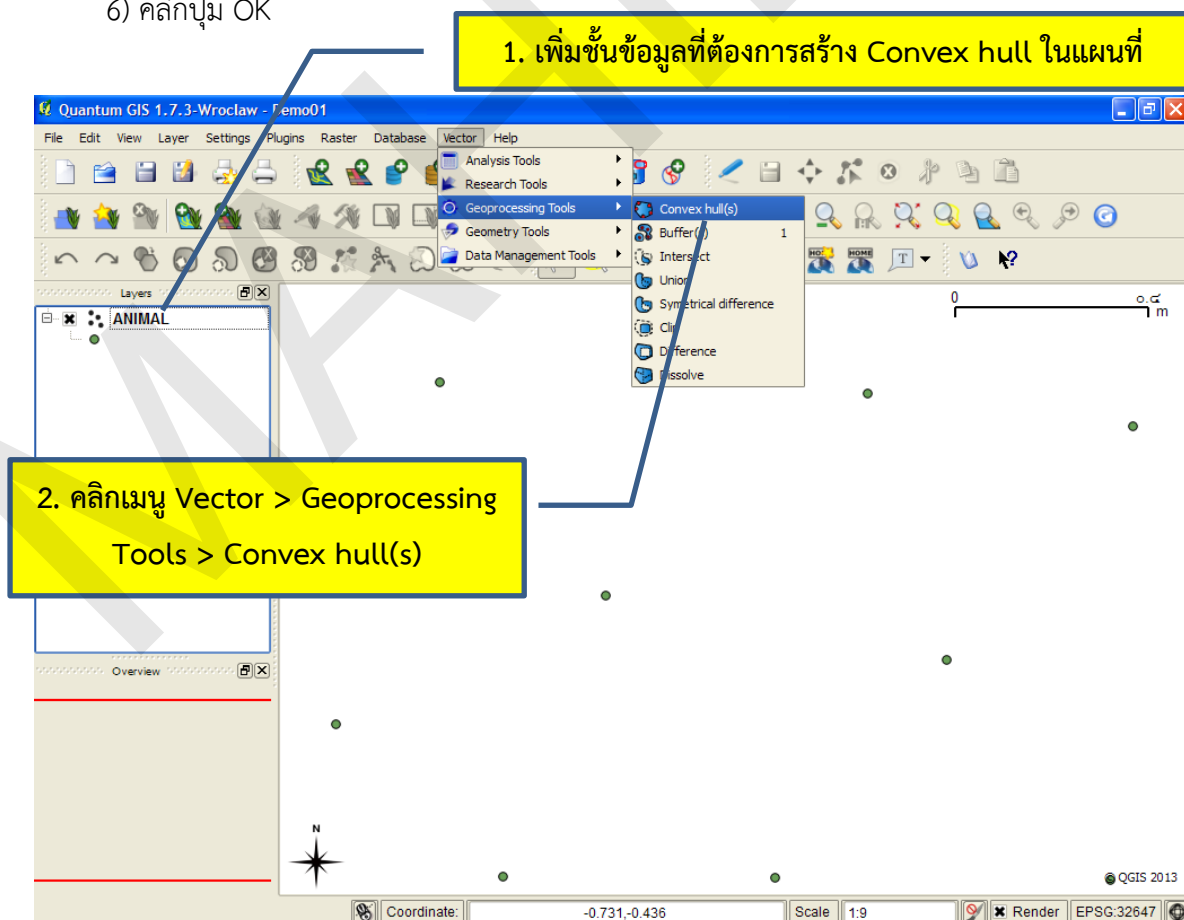 6) คลิกปุ่ม OK
1. เพิ่มชั้นข้อมูลที่ต้องการสร้าง Convex hull ในแผนที่
Quantum GIS 1.7.3-Wroclaw - Demo01
File Edit View Layer Settings Plugins Raster Database Vector Help
Analysis Tools
Research Tools
Geoprocessing Tools
Geometry Tools
Data Management Tools
Convex hull(s)
Buffer(s) 1
Intersect
Union
Symetrical difference
Clip
Difference
Dissolve
Layers
ANIMAL
0 ๐.๔
m
2. คลิกเมนู Vector > Geoprocessing
Tools > Convex hull(s)
Overview
N
QGIS 2013
Coordinate: -0.731,-0.436 Scale 1:9 Render EPSG:32647